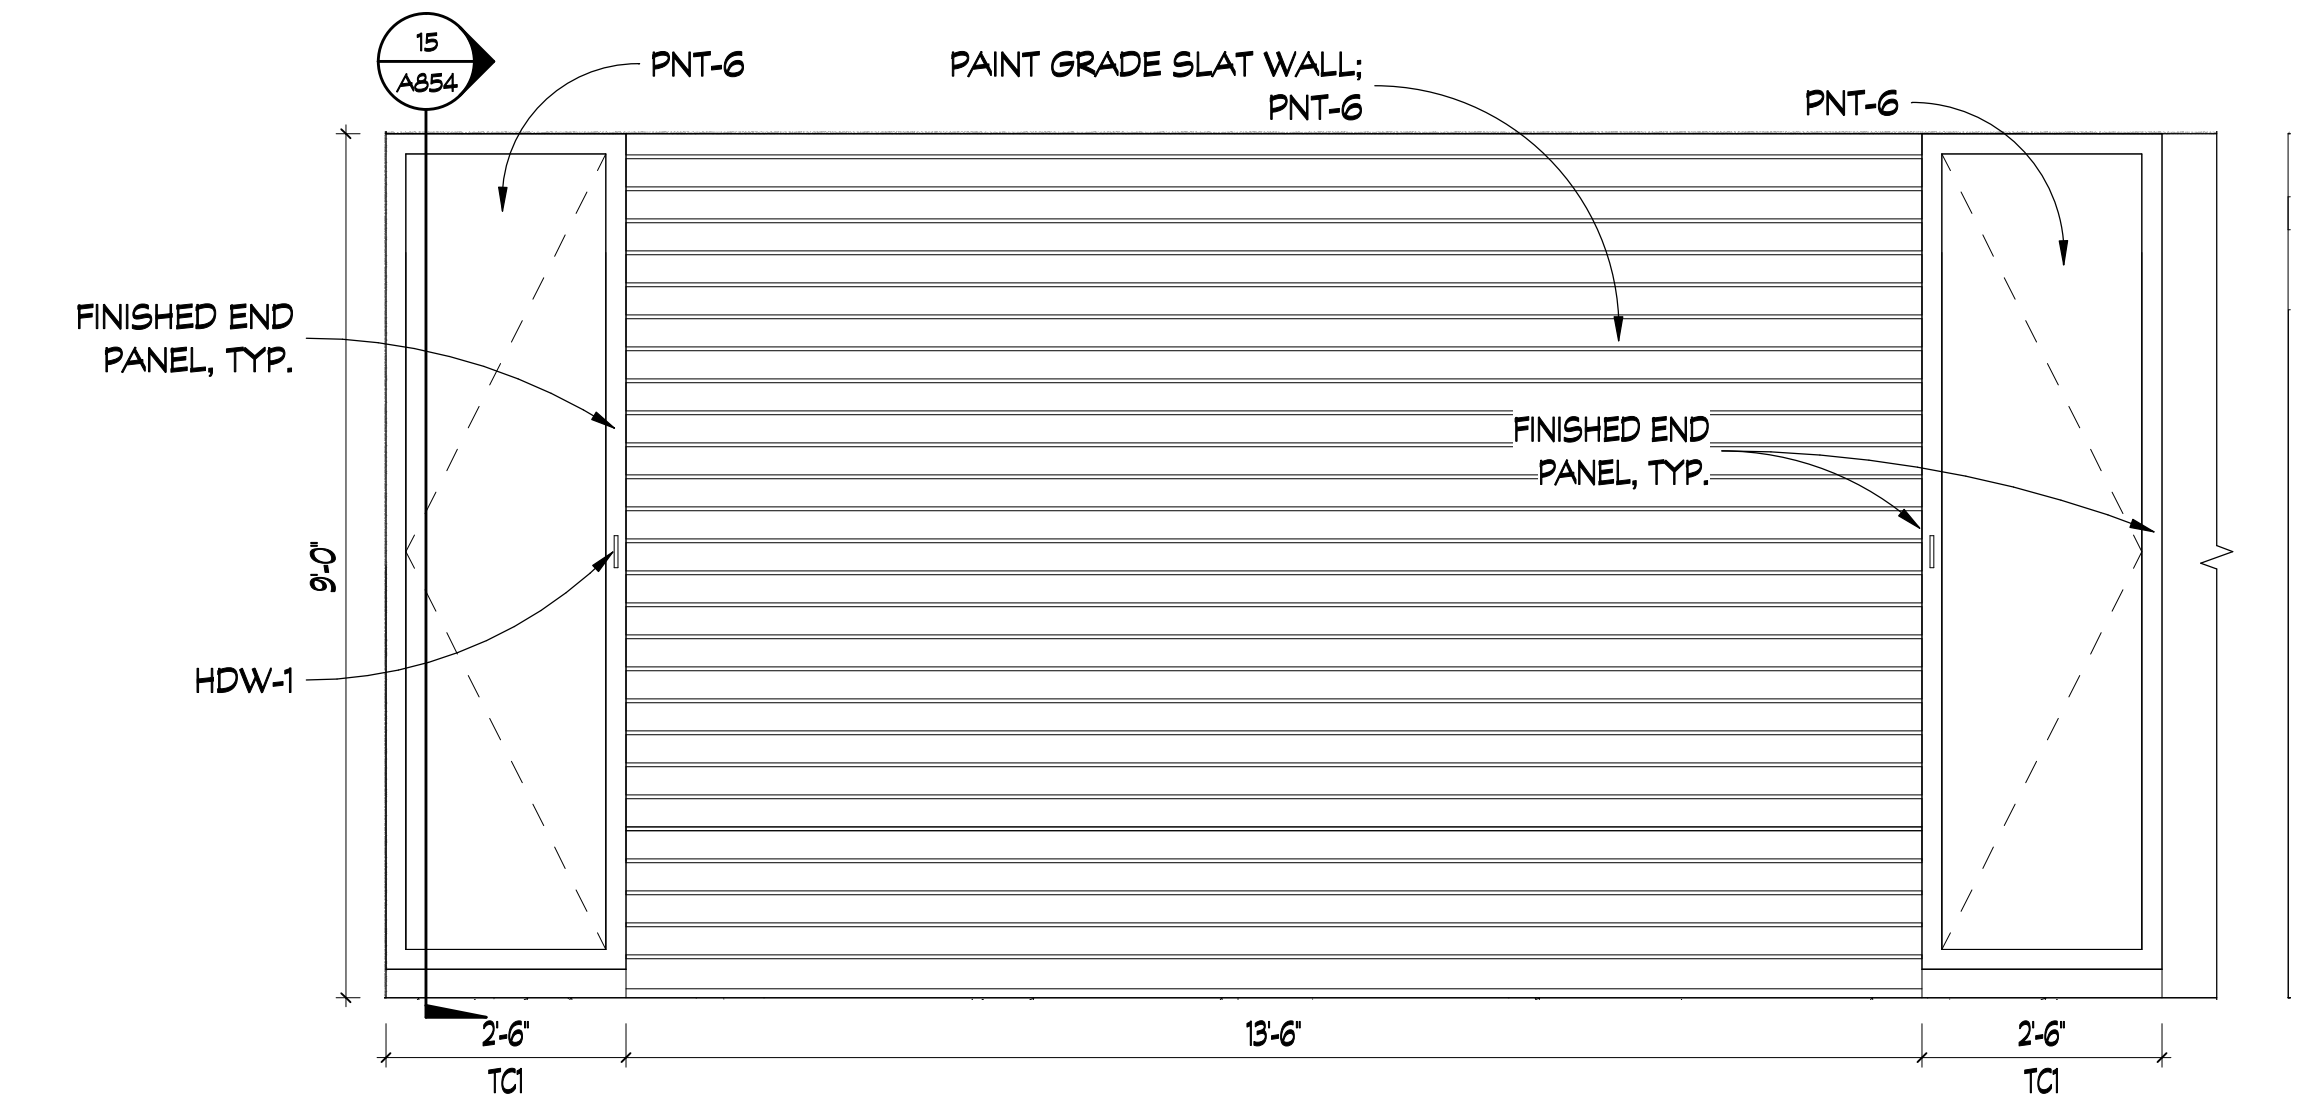 15
A854
PNT-6
PAINT GRADE SLAT WALL;
PNT-6
PNT-6
FINISHED END
PANEL, TYP.
FINISHED END
PANEL, TYP.
9'-0"
HDW-1
2'-6"
13'-6"
2'-6"
TC1
TC1